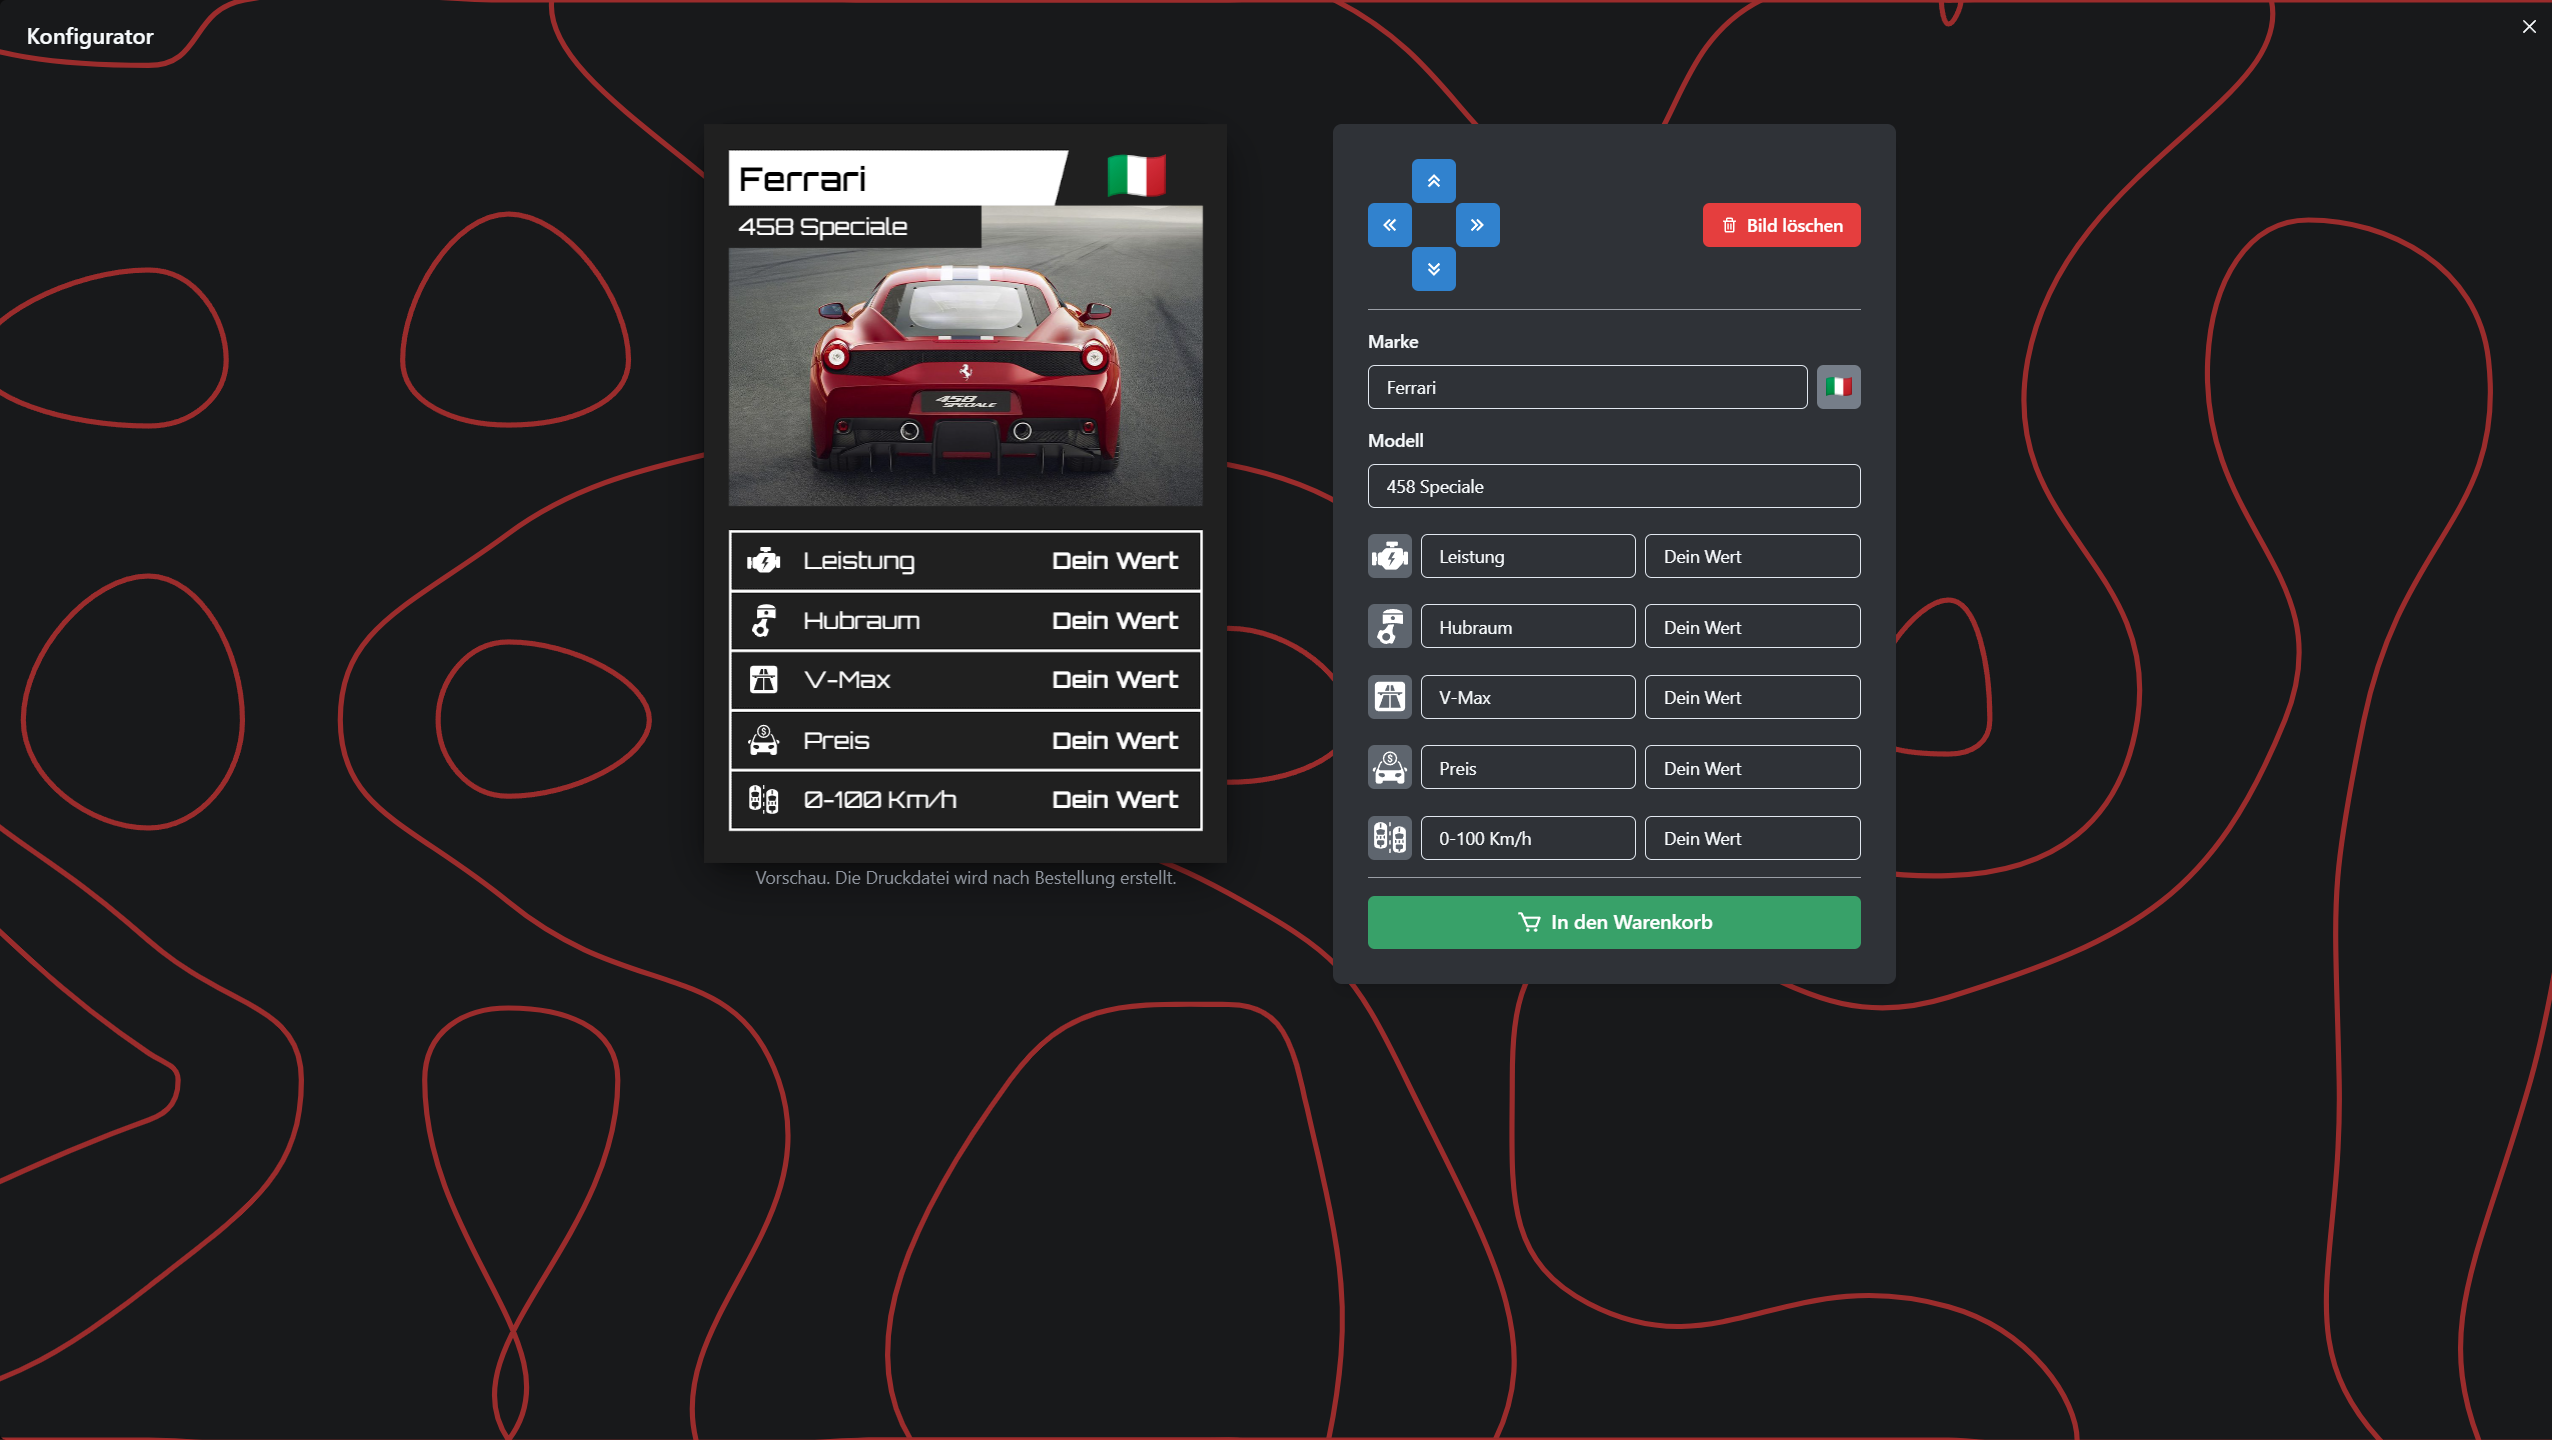 Konfigurator
Ferrari
458 Speciale
458
SPECIALE
Leistung Dein Wert
Hubraum Dein Wert
V-Max Dein Wert
Preis Dein Wert
0-100 Km/h Dein Wert
Vorschau. Die Druckdatei wird nach Bestellung erstellt.
Bild löschen
Marke
Ferrari
Modell
458 Speciale
Leistung Dein Wert
Hubraum Dein Wert
V-Max Dein Wert
Preis Dein Wert
0-100 Km/h Dein Wert
In den Warenkorb